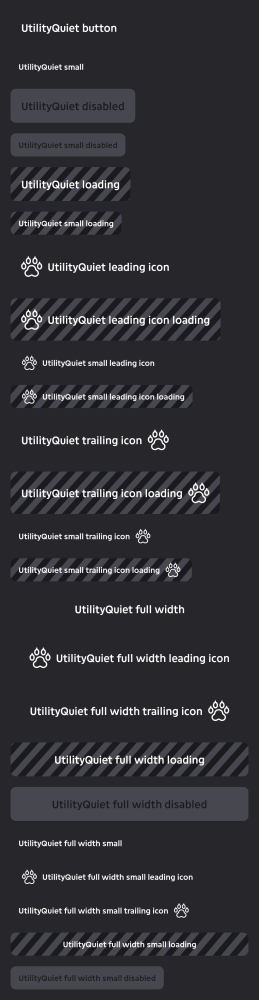 UtilityQuiet button
UtilityQuiet small
UtilityQuiet disabled
UtilityQuiet small disabled
UtilityQuiet loading
UtilityQuiet small loading
UtilityQuiet leading icon
UtilityQuiet leading icon loading
UtilityQuiet small leading icon
UtilityQuiet small leading icon loading
UtilityQuiet trailing icon
UtilityQuiet trailing icon loading
UtilityQuiet small trailing icon
UtilityQuiet small trailing icon loading
UtilityQuiet full width
UtilityQuiet full width leading icon
UtilityQuiet full width trailing icon
UtilityQuiet full width loading
UtilityQuiet full width disabled
UtilityQuiet full width small
UtilityQuiet full width small leading icon
UtilityQuiet full width small trailing icon
UtilityQuiet full width small loading
UtilityQuiet full width small disabled